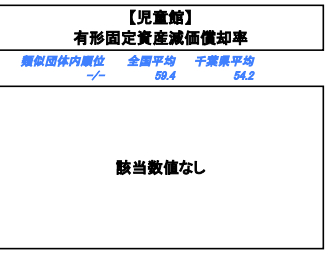 【児童館】
有形固定資産減価償却率
類似団体内順位 全国平均 千葉県平均
-/- 59.4 54.2
該当数値なし